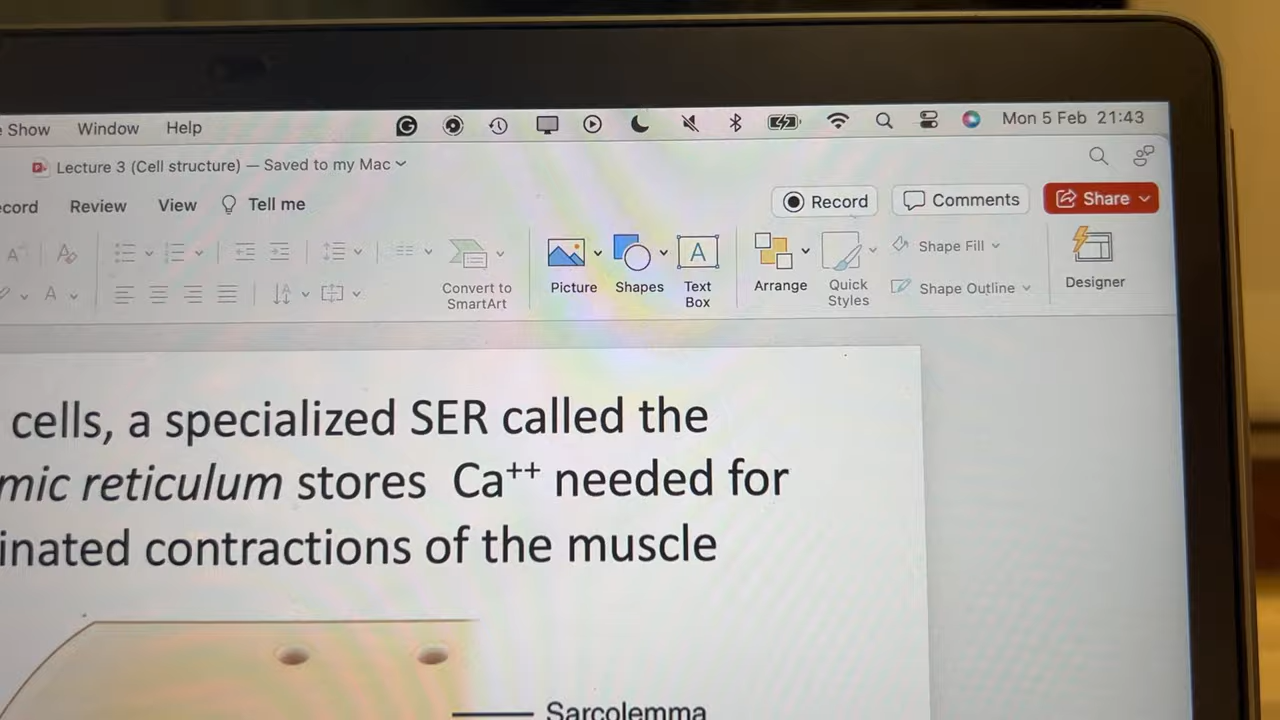 Show Window Help Mon 5 Feb 21:43
Lecture 3 (Cell structure) — Saved to my Mac
Review View Tell me Record Comments Share
Convert to SmartArt
Picture Shapes Text Box
Arrange Quick Styles
Shape Fill
Shape Outline
Designer
cells, a specialized SER called the
mic reticulum stores Ca++ needed for
inated contractions of the muscle
Sarcolemma